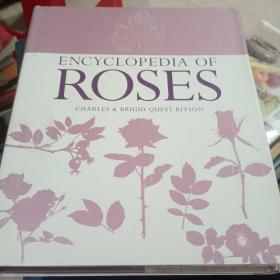 ENCYCLOPEDIA OF
ROSES
CHARLES & BRIGID QUEST-RITSON